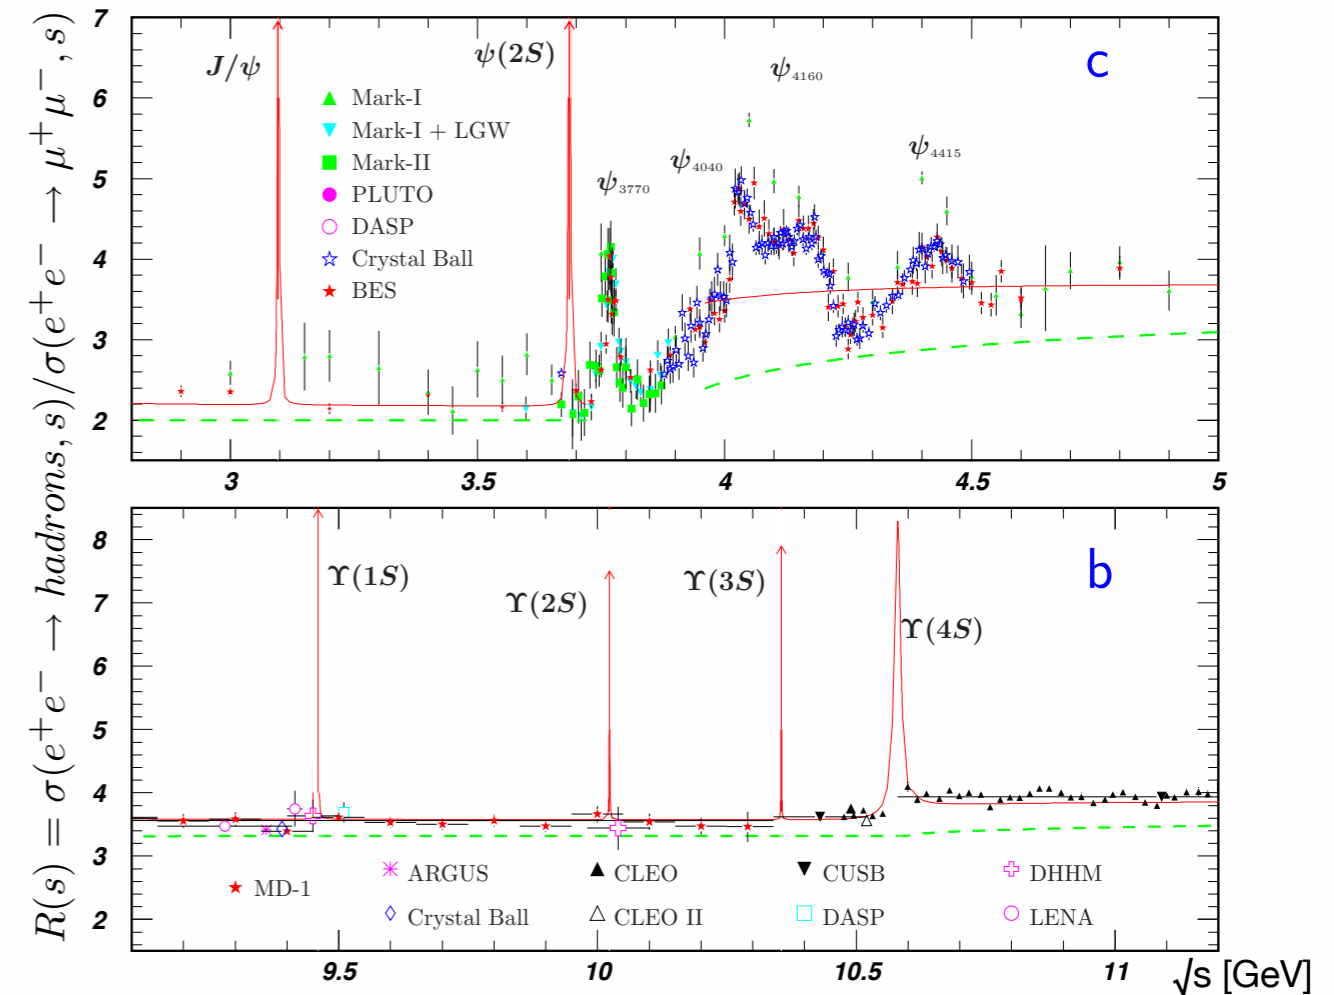 R(s) = σ(e⁺e⁻ → hadrons, s)/σ(e⁺e⁻ → μ⁺μ⁻, s)
7
6
5
4
3
2
J/ψ
ψ(2S)
ψ₃₇₇₀
ψ₄₀₄₀
ψ₄₁₆₀
ψ₄₄₁₅
c
Mark-I
Mark-I + LGW
Mark-II
PLUTO
DASP
Crystal Ball
BES
3 3.5 4 4.5 5
8
7
6
5
4
3
2
ϒ(1S)
ϒ(2S)
ϒ(3S)
ϒ(4S)
b
MD-1
ARGUS CLEO CUSB DHHM
Crystal Ball CLEO II DASP LENA
9.5 10 10.5 11
√s [GeV]